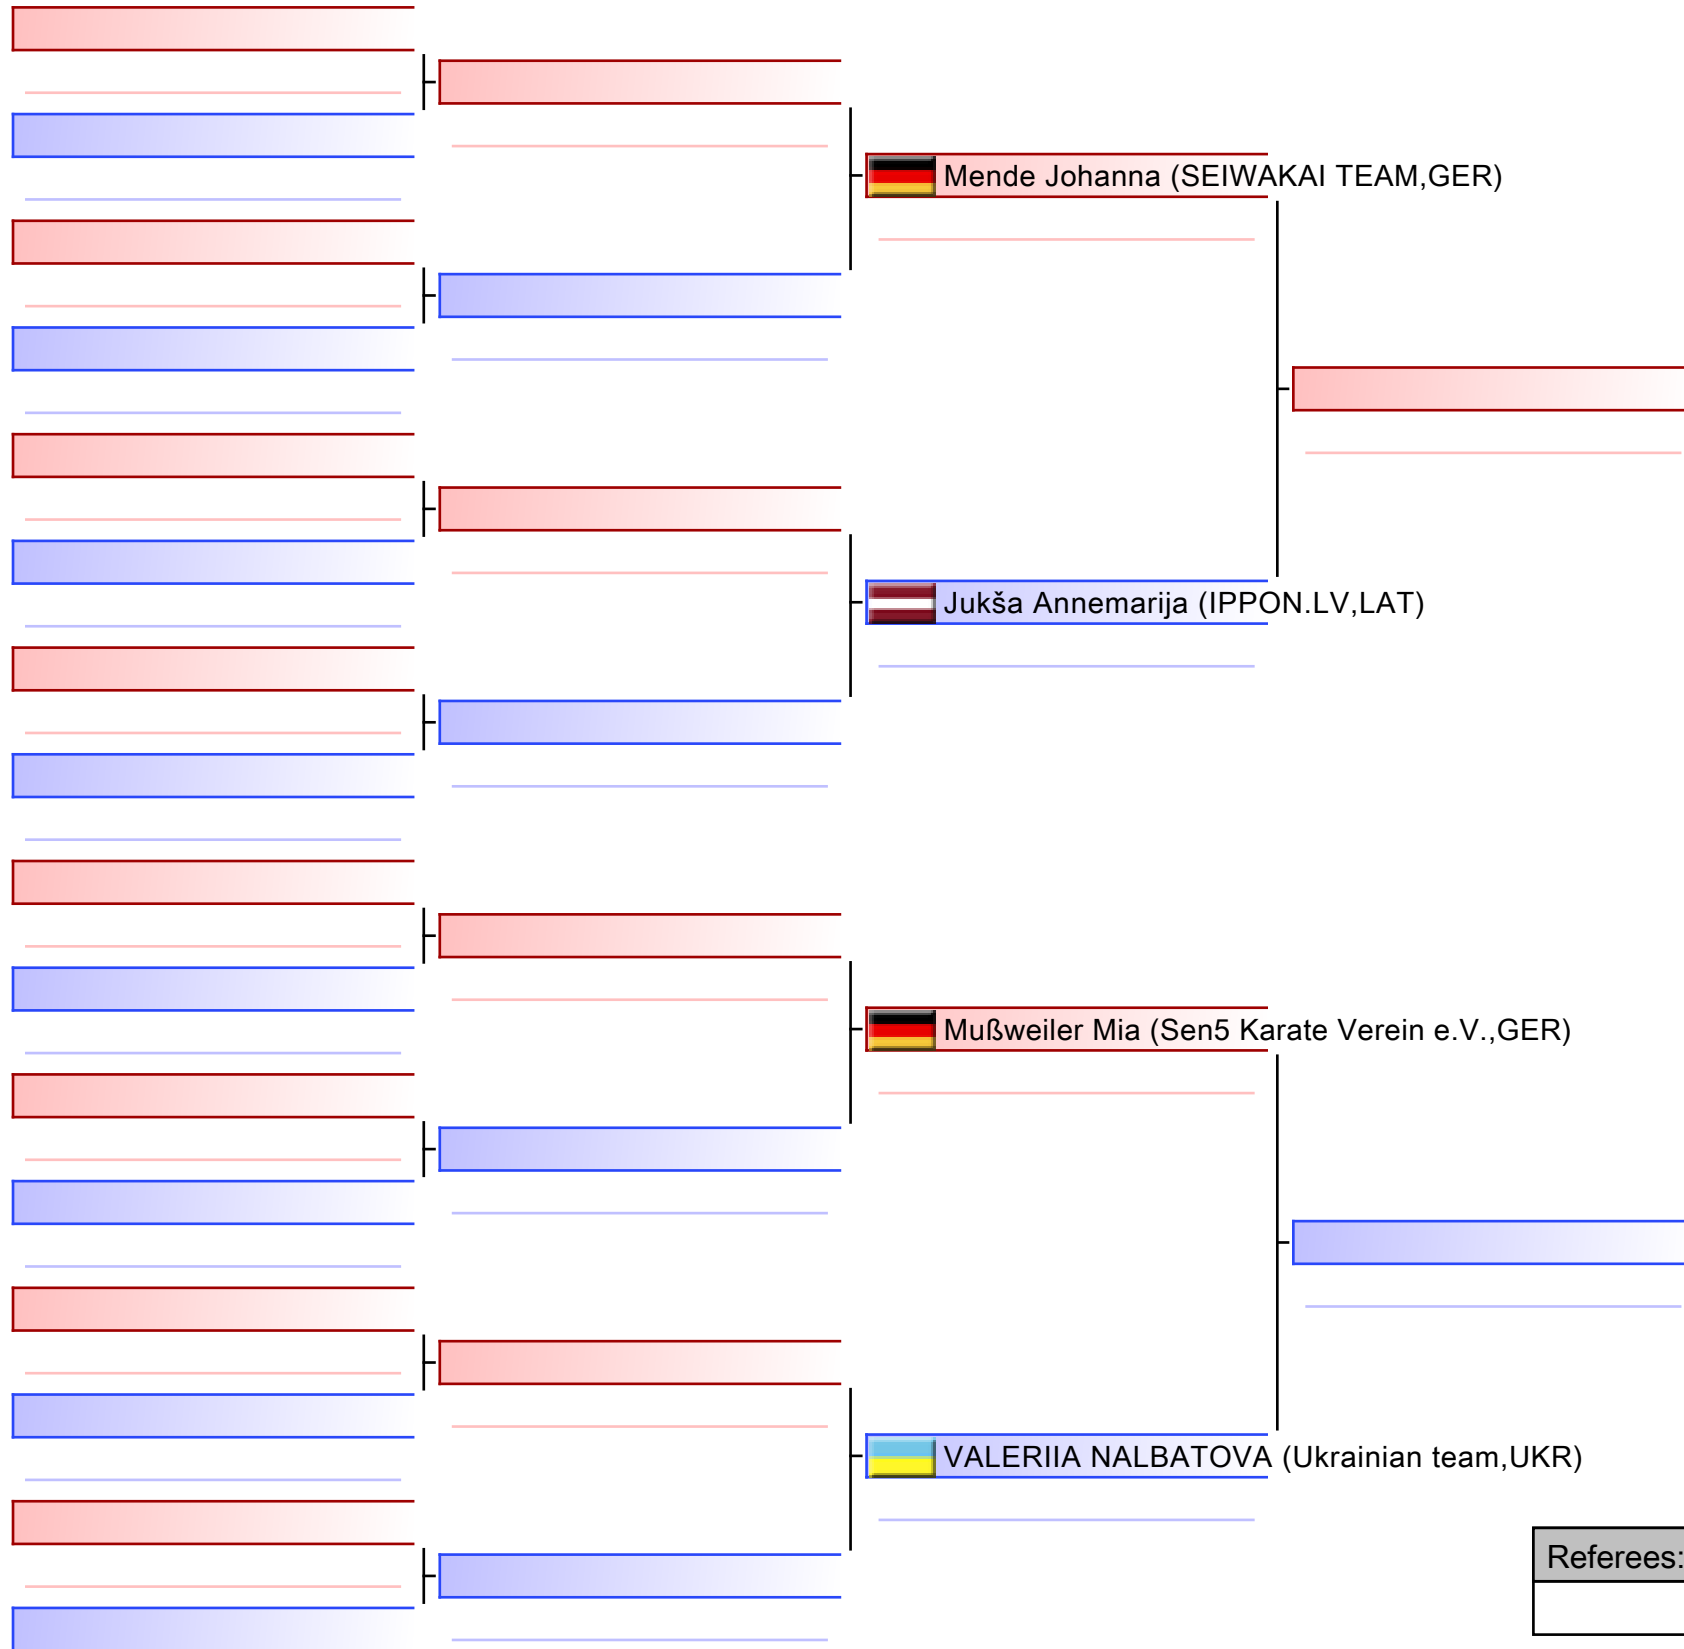 Mende Johanna (SEIWAKAI TEAM,GER)
Jukša Annemarija (IPPON.LV,LAT)
Mußweiler Mia (Sen5 Karate Verein e.V.,GER)
VALERIIA NALBATOVA (Ukrainian team,UKR)
Referees: